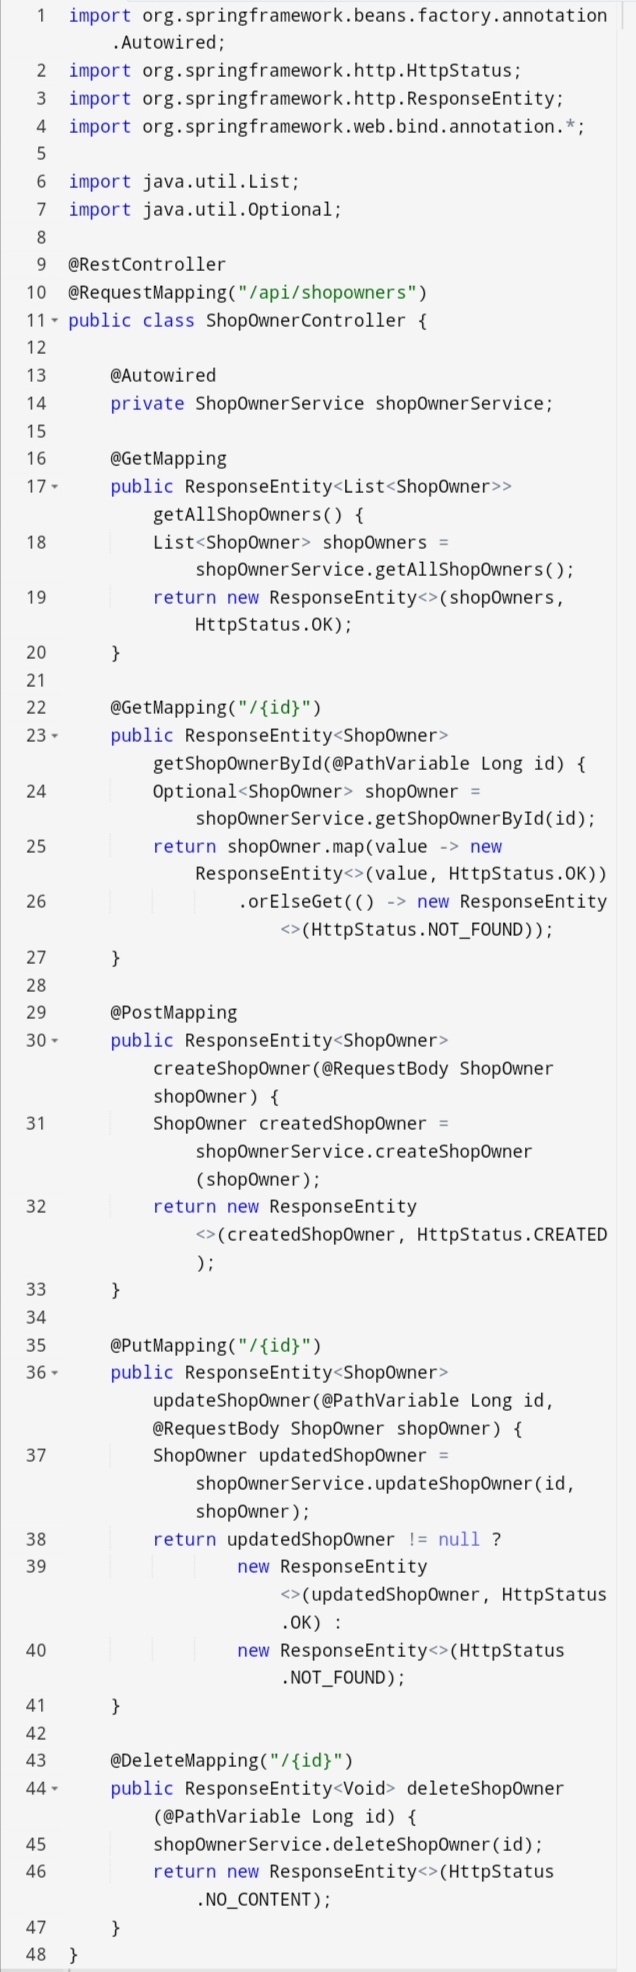 1 import org.springframework.beans.factory.annotation
.Autowired;
2 import org.springframework.http.HttpStatus;
3 import org.springframework.http.ResponseEntity;
4 import org.springframework.web.bind.annotation.*;
5
6 import java.util.List;
7 import java.util.Optional;
8
9 @RestController
10 @RequestMapping("/api/shopowners")
11 public class ShopOwnerController {
12
13 @Autowired
14 private ShopOwnerService shopOwnerService;
15
16 @GetMapping
17 public ResponseEntity<List<ShopOwner>>
getAllShopOwners() {
18 List<ShopOwner> shopOwners =
shopOwnerService.getAllShopOwners();
19 return new ResponseEntity<>(shopOwners,
HttpStatus.OK);
20 }
21
22 @GetMapping("/{id}")
23 public ResponseEntity<ShopOwner>
getShopOwnerById(@PathVariable Long id) {
24 Optional<ShopOwner> shopOwner =
shopOwnerService.getShopOwnerById(id);
25 return shopOwner.map(value -> new
ResponseEntity<>(value, HttpStatus.OK))
26 .orElseGet(() -> new ResponseEntity
<>(HttpStatus.NOT_FOUND));
27 }
28
29 @PostMapping
30 public ResponseEntity<ShopOwner>
createShopOwner(@RequestBody ShopOwner
shopOwner) {
31 ShopOwner createdShopOwner =
shopOwnerService.createShopOwner
(shopOwner);
32 return new ResponseEntity
<>(createdShopOwner, HttpStatus.CREATED
);
33 }
34
35 @PutMapping("/{id}")
36 public ResponseEntity<ShopOwner>
updateShopOwner(@PathVariable Long id,
@RequestBody ShopOwner shopOwner) {
37 ShopOwner updatedShopOwner =
shopOwnerService.updateShopOwner(id,
shopOwner);
38 return updatedShopOwner != null ?
39 new ResponseEntity
<>(updatedShopOwner, HttpStatus
.OK) :
40 new ResponseEntity<>(HttpStatus
.NOT_FOUND);
41 }
42
43 @DeleteMapping("/{id}")
44 public ResponseEntity<Void> deleteShopOwner
(@PathVariable Long id) {
45 shopOwnerService.deleteShopOwner(id);
46 return new ResponseEntity<>(HttpStatus
.NO_CONTENT);
47 }
48 }